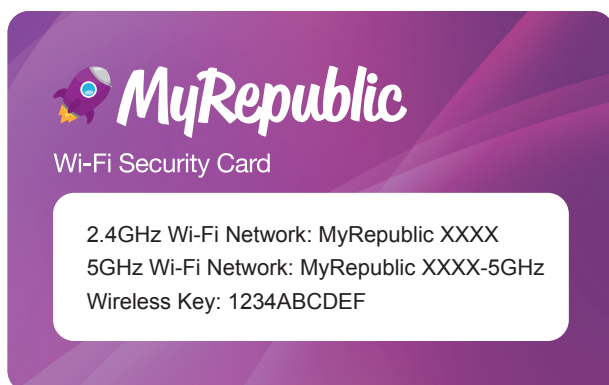 MyRepublic
Wi-Fi Security Card
2.4GHz Wi-Fi Network: MyRepublic XXXX
5GHz Wi-Fi Network: MyRepublic XXXX-5GHz
Wireless Key: 1234ABCDEF